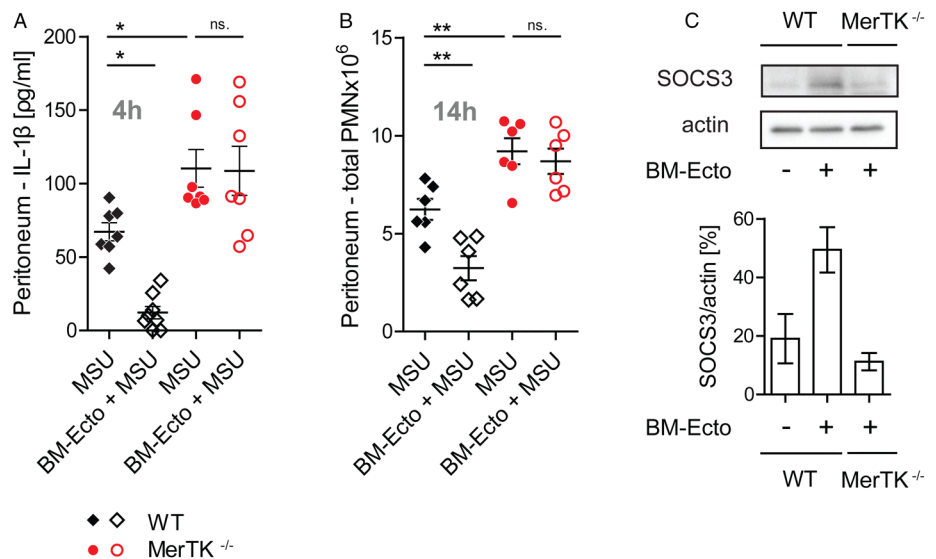 A
Peritoneum - IL-1β [pg/ml]
200
150
100
50
0
*
*
ns.
4h
MSU
BM-Ecto + MSU
MSU
BM-Ecto + MSU
B
Peritoneum - total PMNx10⁶
15
10
5
0
**
**
ns.
14h
MSU
BM-Ecto + MSU
MSU
BM-Ecto + MSU
WT
MerTK -/-
C
WT MerTK -/-
SOCS3
actin
BM-Ecto - + +
SOCS3/actin [%]
60
40
20
0
BM-Ecto - + +
WT MerTK -/-